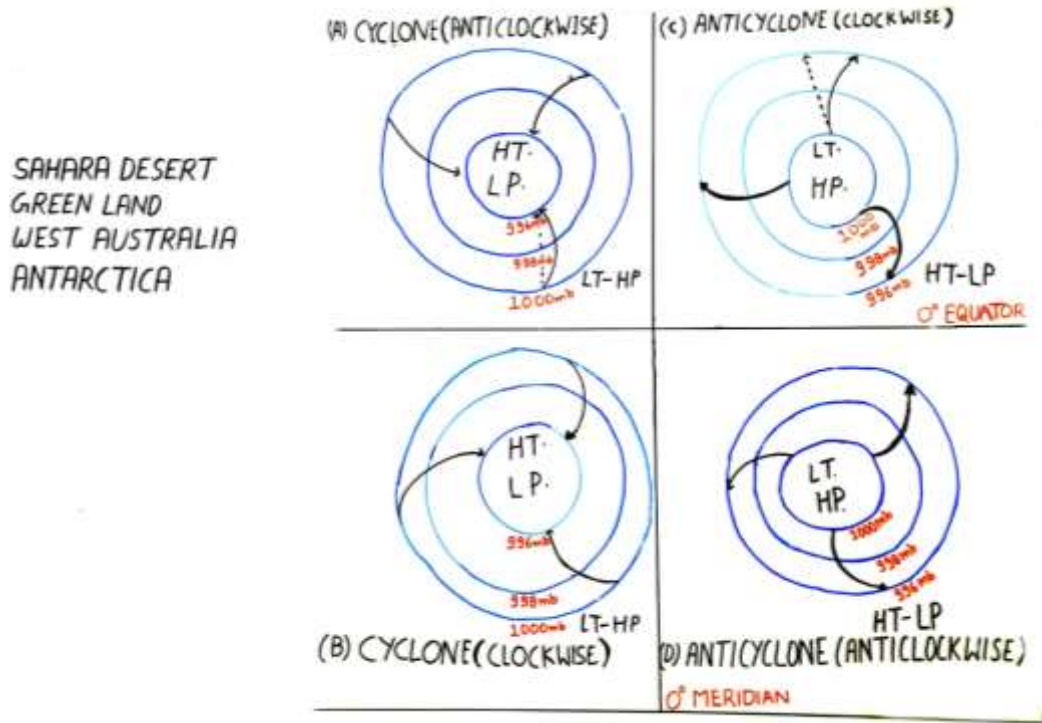 SAHARA DESERT
GREEN LAND
WEST AUSTRALIA
ANTARCTICA
(A) CYCLONE (ANTICLOCKWISE)
HT.
LP.
996mb
998mb
1000mb
LT-HP
(C) ANTICYCLONE (CLOCKWISE)
LT.
HP.
1000
mb
998mb
996mb
HT-LP
0° EQUATOR
HT.
LP.
996mb
998mb
1000mb
LT-HP
(B) CYCLONE (CLOCKWISE)
LT.
HP.
1000mb
998mb
996mb
HT-LP
(D) ANTICYCLONE (ANTICLOCKWISE)
0° MERIDIAN